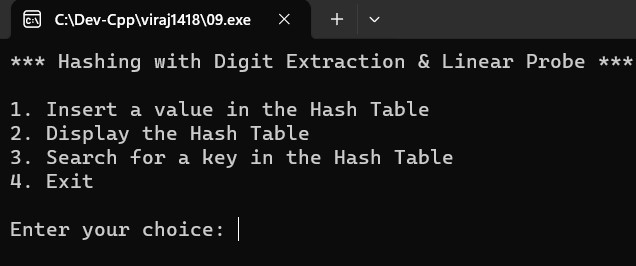 C:\Dev-Cpp\viraj1418\09.exe
*** Hashing with Digit Extraction & Linear Probe ***
1. Insert a value in the Hash Table
2. Display the Hash Table
3. Search for a key in the Hash Table
4. Exit
Enter your choice: